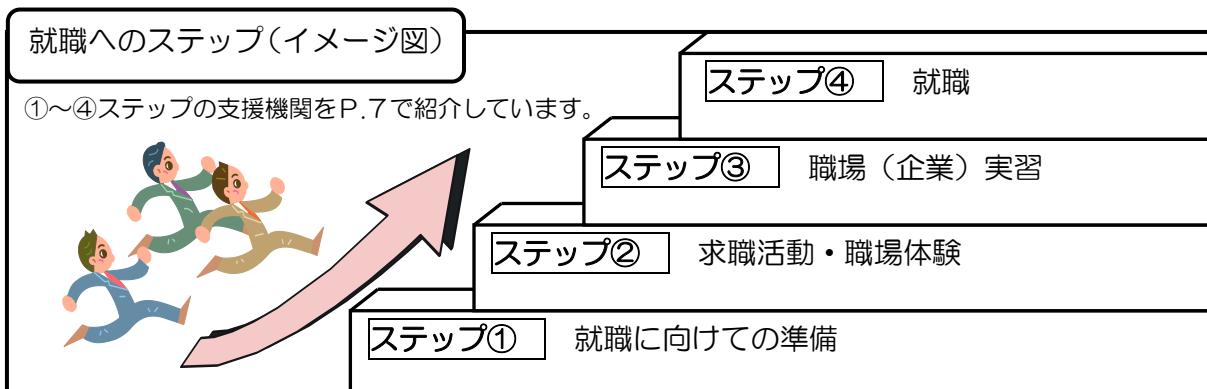 就職へのステップ（イメージ図）
①～④ステップの支援機関をＰ.７で紹介しています。
ステップ④ 就職
ステップ③ 職場（企業）実習
ステップ② 求職活動・職場体験
ステップ① 就職に向けての準備